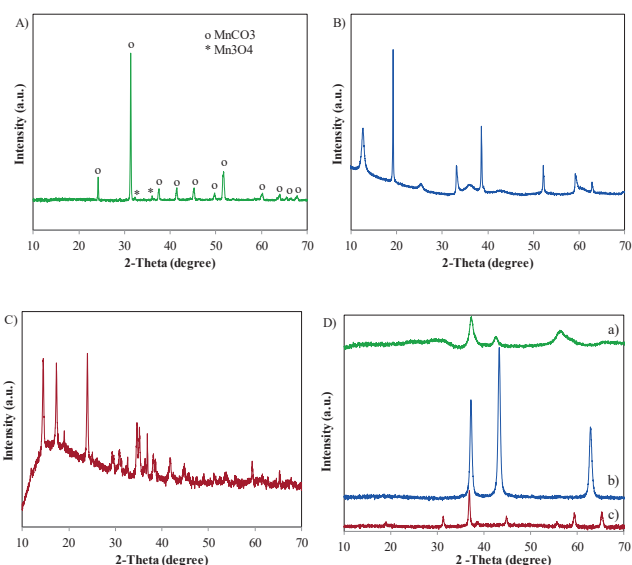 A)
o
o MnCO3
* Mn3O4
o
o
* *
o o o o o o o o
Intensity (a.u.)
10 20 30 40 50 60 70
2-Theta (degree)
B)
Intensity (a.u.)
10 20 30 40 50 60 70
2-Theta (degree)
C)
Intensity (a.u.)
10 20 30 40 50 60 70
2-Theta (degree)
D)
a)
b)
c)
Intensity (a.u.)
10 20 30 40 50 60 70
2 -Theta (degree)